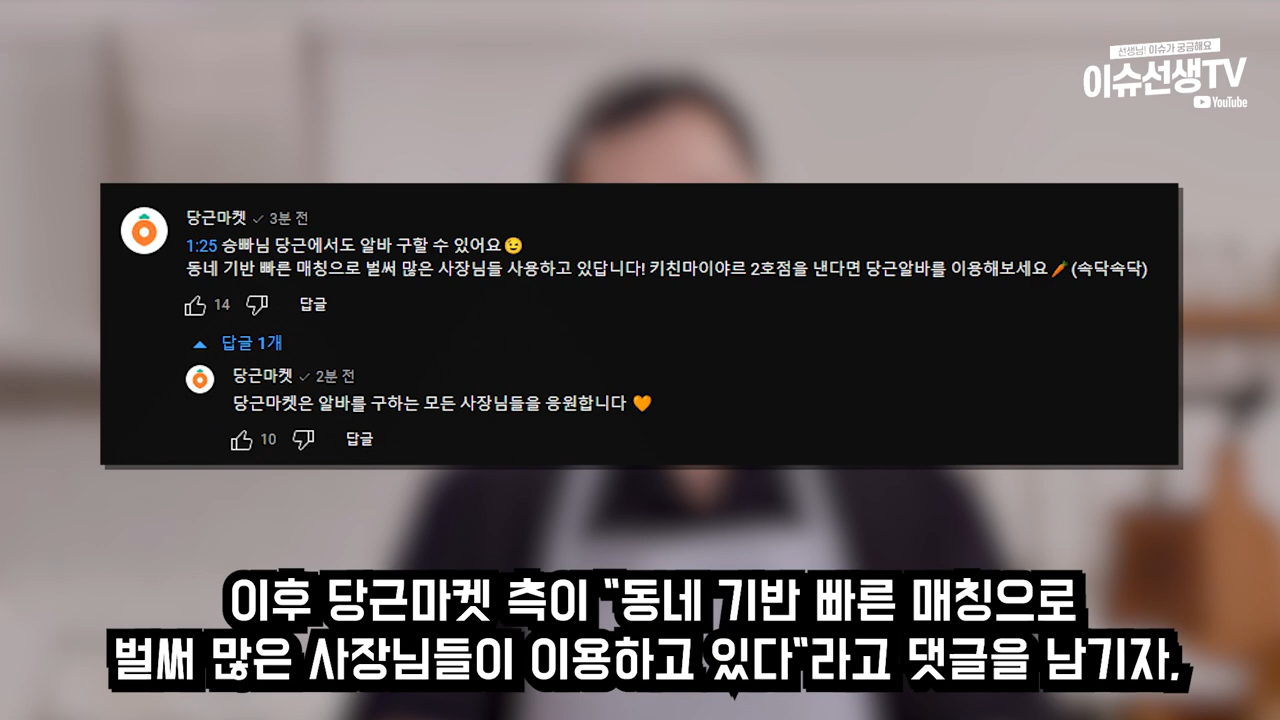 선생님! 이슈가 궁금해요
이슈선생TV
YouTube
당근마켓 3분 전
1:25 승빠님 당근에서도 알바 구할 수 있어요😉
동네 기반 빠른 매칭으로 벌써 많은 사장님들 사용하고 있답니다! 키친마이야르 2호점을 낸다면 당근알바를 이용해보세요🥕(속닥속닥)
14 답글
답글 1개
당근마켓 2분 전
당근마켓은 알바를 구하는 모든 사장님들을 응원합니다 🧡
10 답글
이후 당근마켓 측이 "동네 기반 빠른 매칭으로
벌써 많은 사장님들이 이용하고 있다"라고 댓글을 남기자,